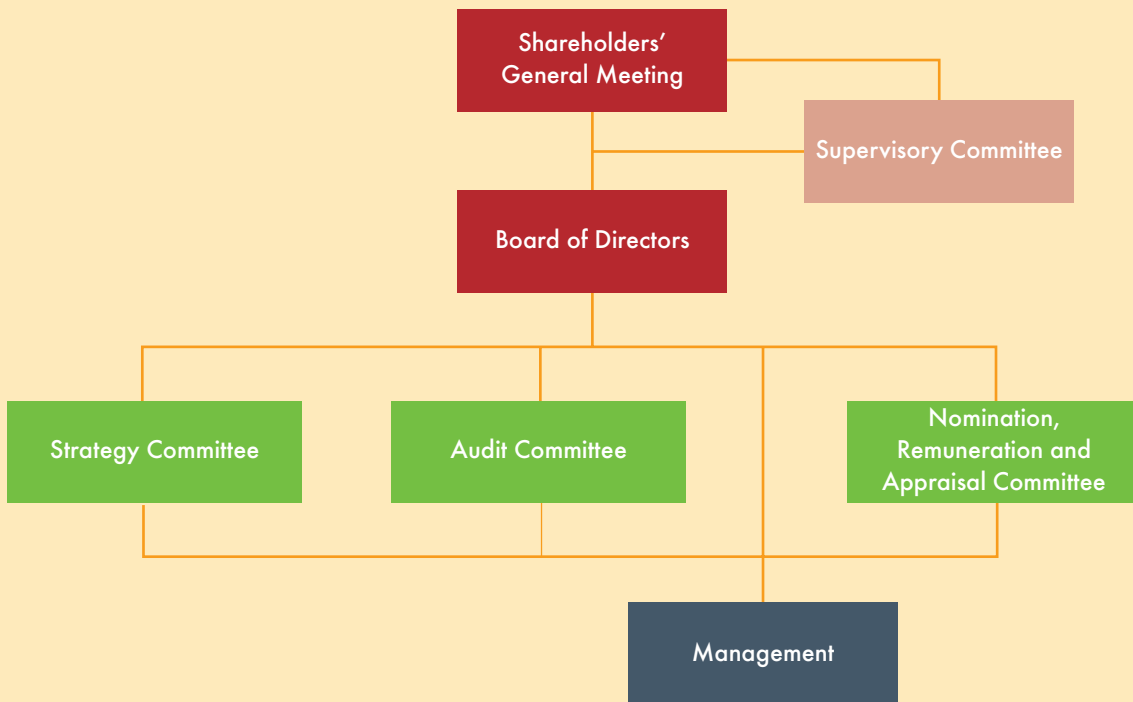 Shareholders’
General Meeting
Supervisory Committee
Board of Directors
Strategy Committee
Audit Committee
Nomination,
Remuneration and
Appraisal Committee
Management